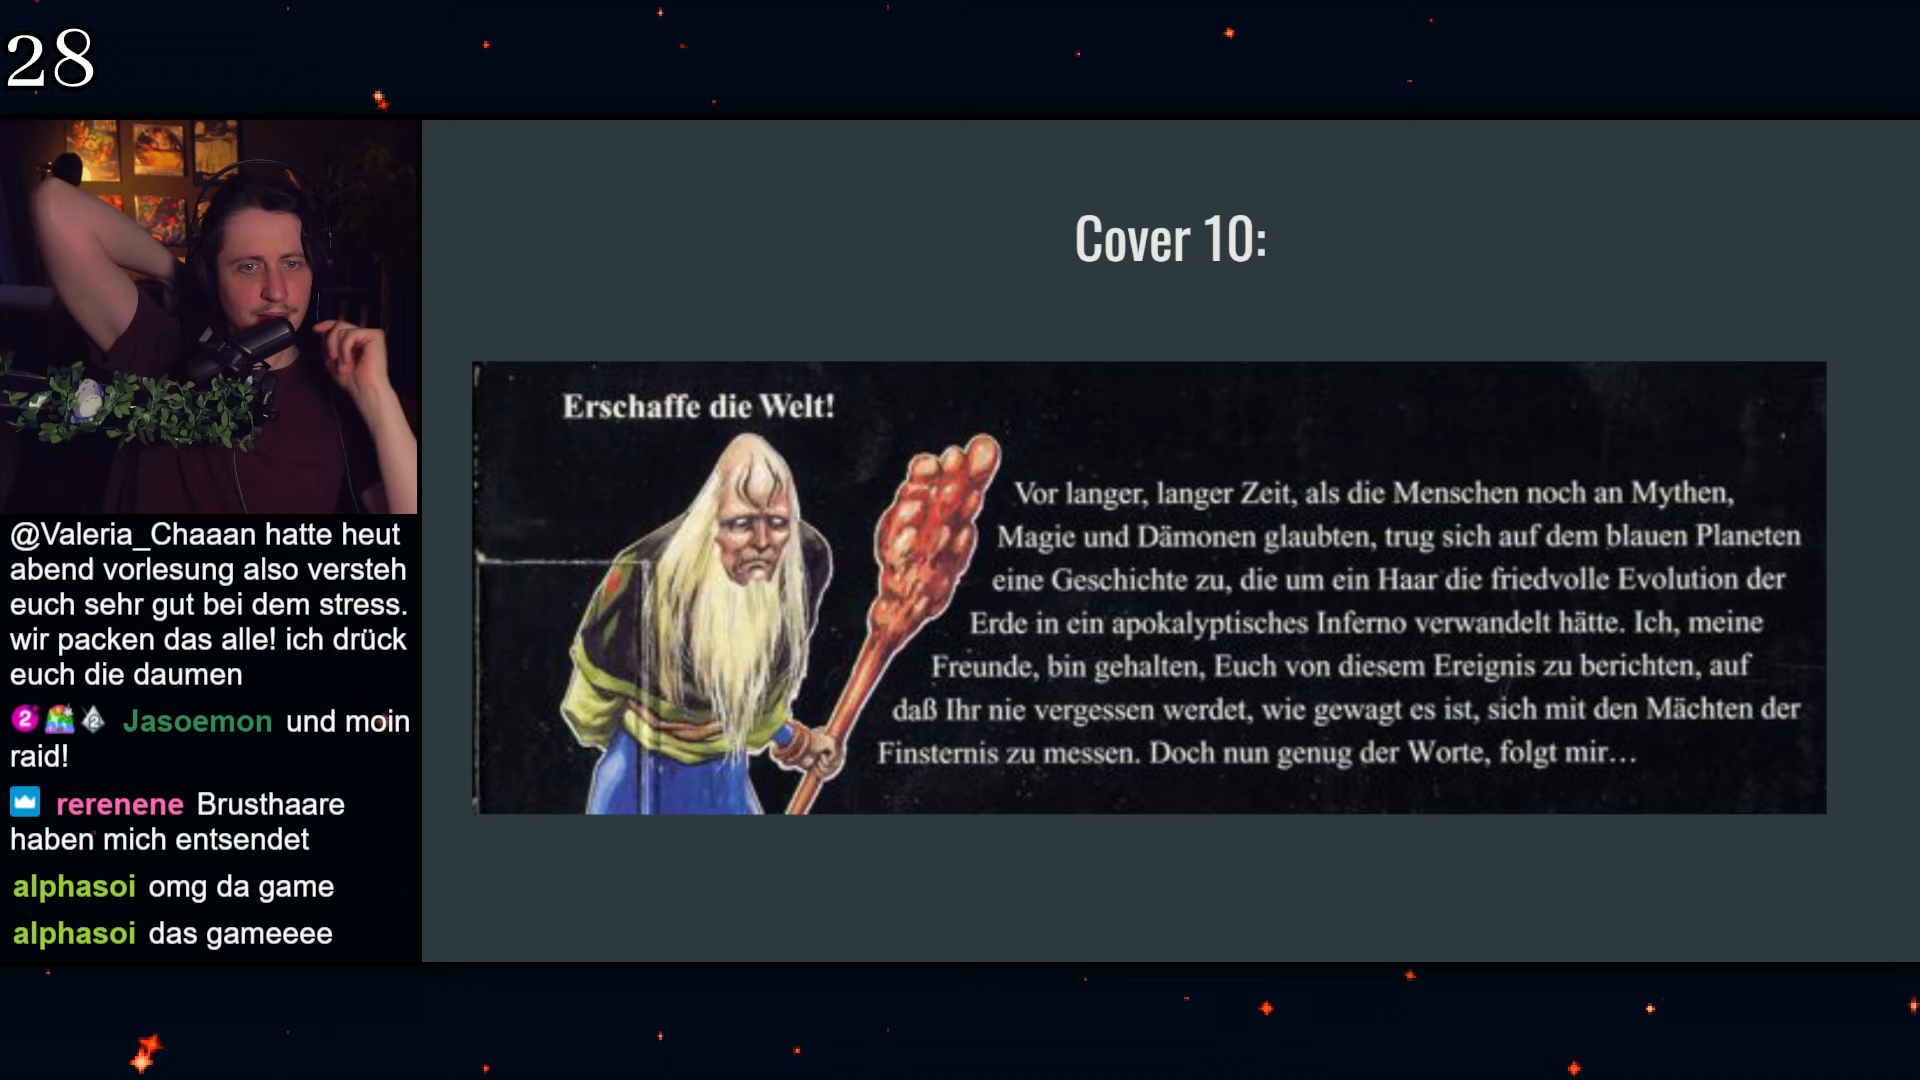 28
@Valeria_Chaaan hatte heut
abend vorlesung also versteh
euch sehr gut bei dem stress.
wir packen das alle! ich drück
euch die daumen
2 2 Jasoemon und moin
raid!
rerenene Brusthaare
haben mich entsendet
alphasoi omg da game
alphasoi das gameeee
Cover 10:
Erschaffe die Welt!
Vor langer, langer Zeit, als die Menschen noch an Mythen,
Magie und Dämonen glaubten, trug sich auf dem blauen Planeten
eine Geschichte zu, die um ein Haar die friedvolle Evolution der
Erde in ein apokalyptisches Inferno verwandelt hätte. Ich, meine
Freunde, bin gehalten, Euch von diesem Ereignis zu berichten, auf
daß Ihr nie vergessen werdet, wie gewagt es ist, sich mit den Mächten der
Finsternis zu messen. Doch nun genug der Worte, folgt mir...